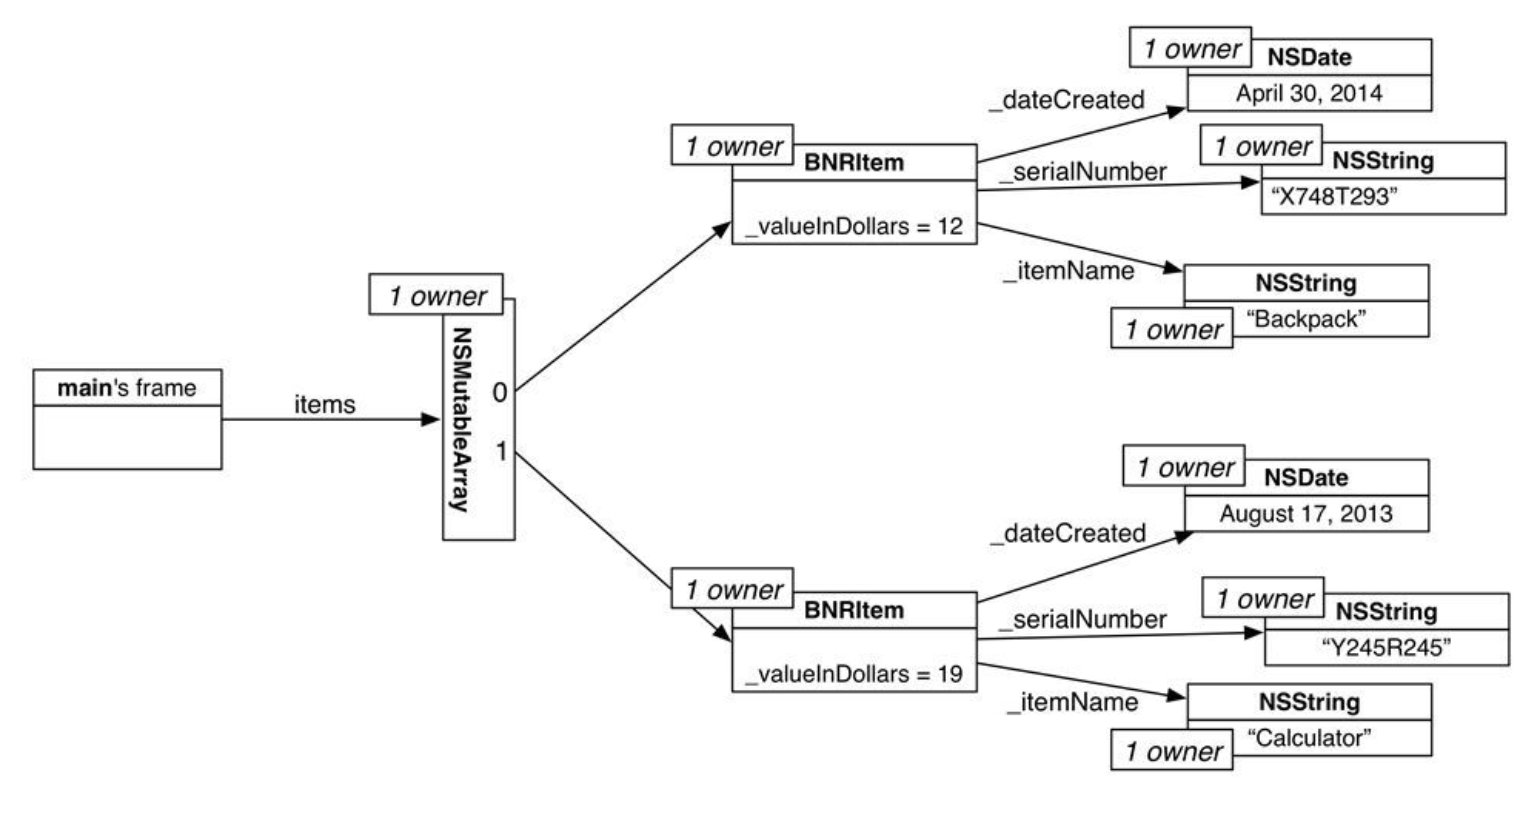 1 owner
NSDate
April 30, 2014
_dateCreated
1 owner
BNRItem
_valueInDollars = 12
_serialNumber
1 owner
NSString
“X748T293”
_itemName
NSString
“Backpack”
1 owner
main's frame
items
1 owner
NSMutableArray
0
1
1 owner
NSDate
August 17, 2013
_dateCreated
1 owner
BNRItem
_valueInDollars = 19
_serialNumber
1 owner
NSString
“Y245R245”
_itemName
NSString
“Calculator”
1 owner